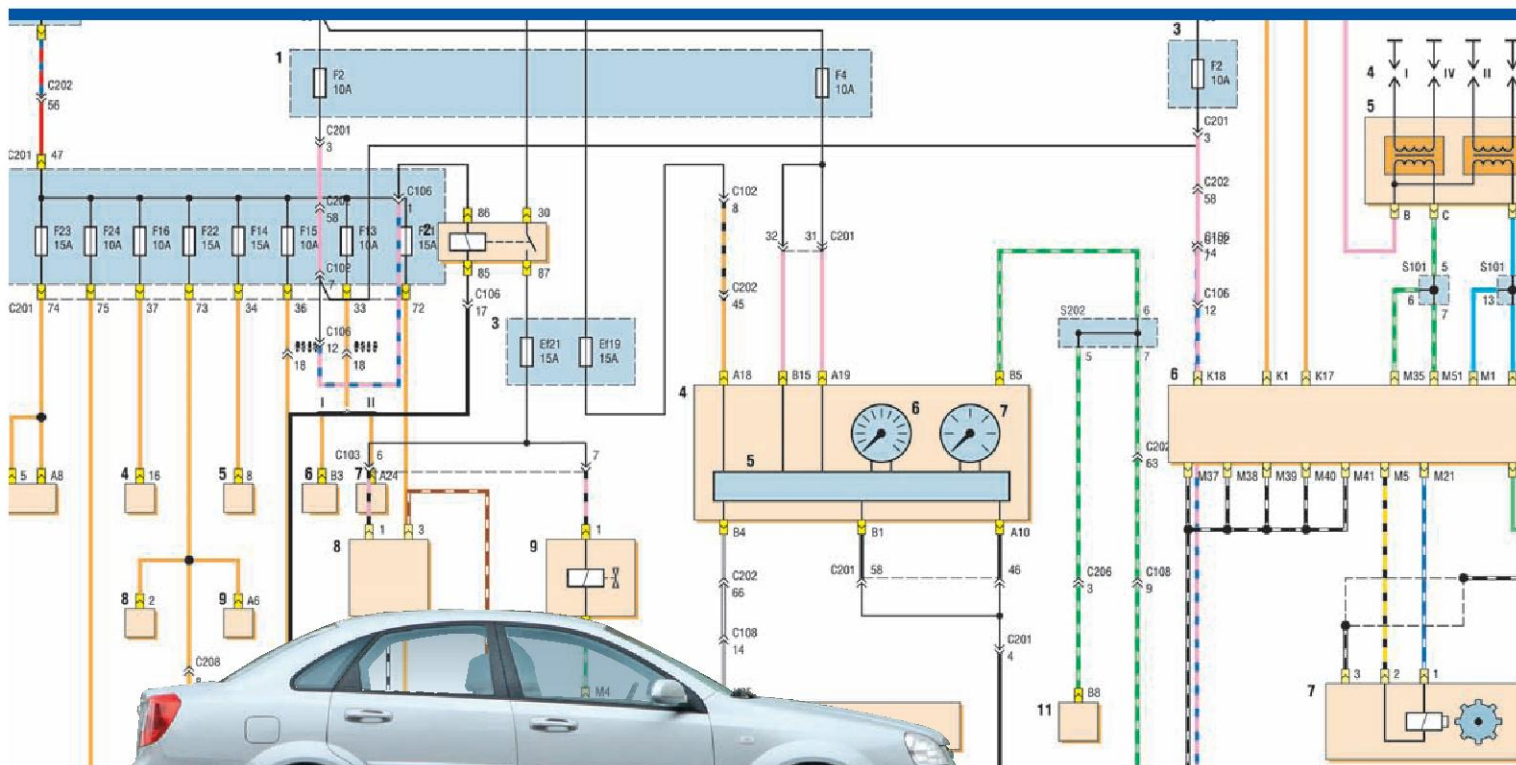 1
F2
10A
F4
10A
3
F2
10A
4
I
IV
II
5
C202
56
C201
47
C201
3
C201
3
C106
1
86
30
C102
8
32
31
C201
C202
58
B
C
58
F23
15A
F24
10A
F16
10A
F22
15A
F14
15A
F15
10A
F13
10A
15A
2
85
87
C102
7
C106
17
C202
45
S101
5
6
7
S101
13
C201
74
75
37
73
34
36
33
72
C106
12
18
18
3
Ef21
15A
Ef19
15A
S202
6
5
7
C106
12
I
II
4
A18
B15
A19
B5
6
K18
K1
K17
M35
M51
M1
6
7
5
C103
6
7
C202
63
5
A8
4
16
5
8
6
B3
7
A24
M37
M38
M39
M40
M41
M5
M21
8
1
3
9
1
B4
B1
A10
C202
66
C201
58
46
C206
3
C108
9
8
2
9
A6
C108
14
C201
4
C208
M4
11
B8
7
3
2
1